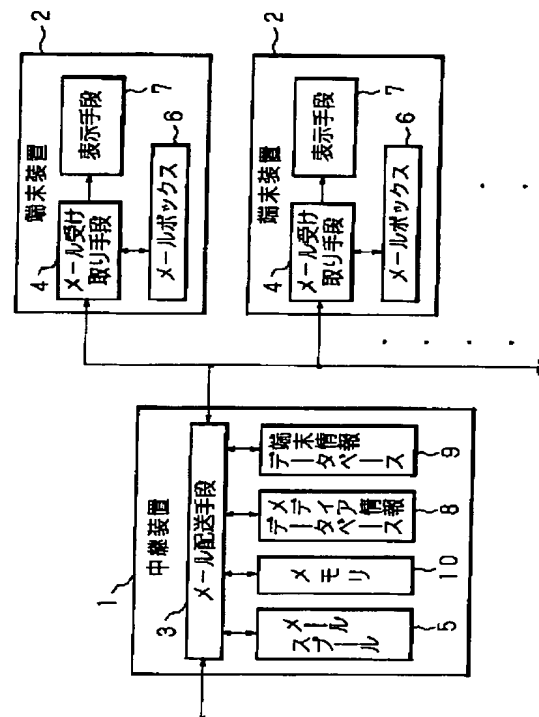 1
中継装置
3
メール配送手段
メール
スプール
5
メモリ
10
メディア情報
データベース
8
端末情報
データベース
9
2
端末装置
4
メール受け
取り手段
表示手段
7
メールボックス
6
2
端末装置
4
メール受け
取り手段
表示手段
7
メールボックス
6